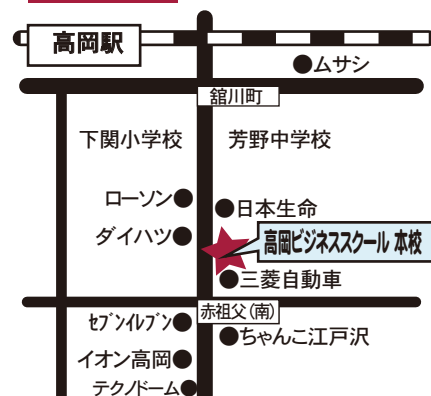 高岡駅
●ムサシ
舘川町
下関小学校
芳野中学校
ローソン●
●日本生命
ダイハツ●
高岡ビジネススクール 本校
●三菱自動車
赤祖父(南)
セブンイレブン●
●ちゃんこ江戸沢
イオン高岡●
テクノドーム●